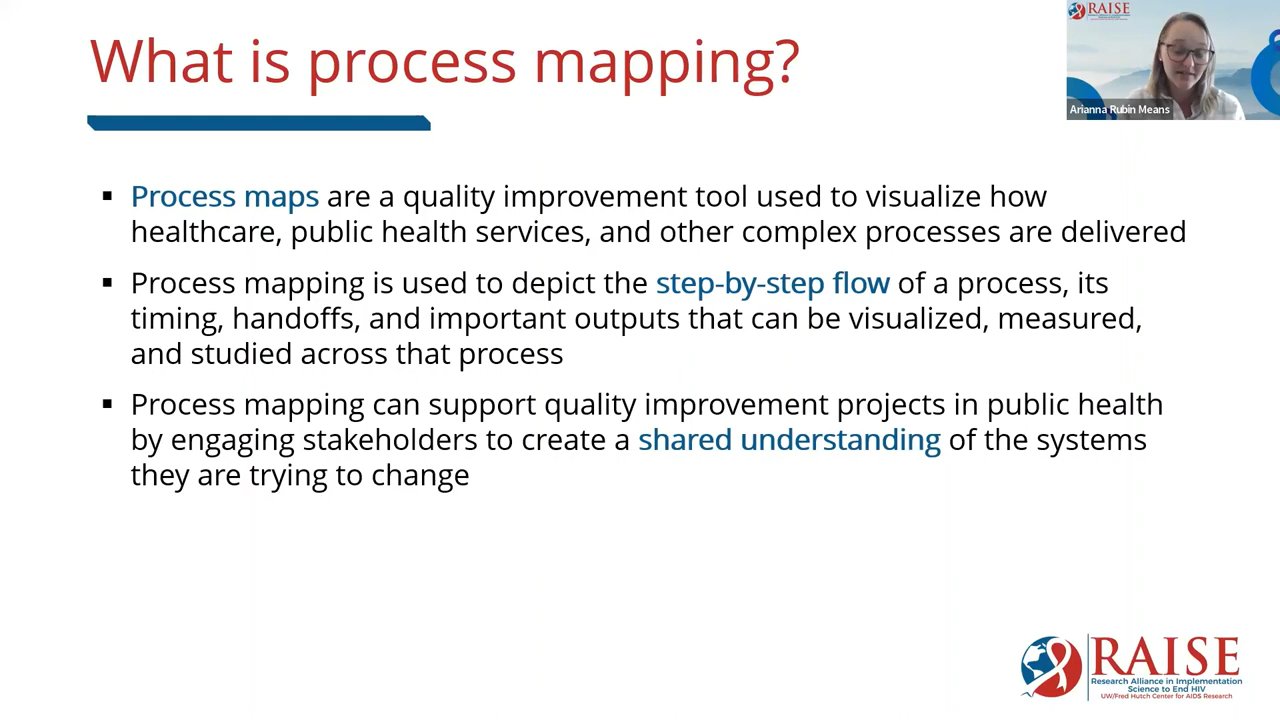 What is process mapping?
RAISE
Arianna Rubin Means
▪ Process maps are a quality improvement tool used to visualize how
healthcare, public health services, and other complex processes are delivered
▪ Process mapping is used to depict the step-by-step flow of a process, its
timing, handoffs, and important outputs that can be visualized, measured,
and studied across that process
▪ Process mapping can support quality improvement projects in public health
by engaging stakeholders to create a shared understanding of the systems
they are trying to change
RAISE
Research Alliance in Implementation
Science to End HIV
UW/Fred Hutch Center for AIDS Research